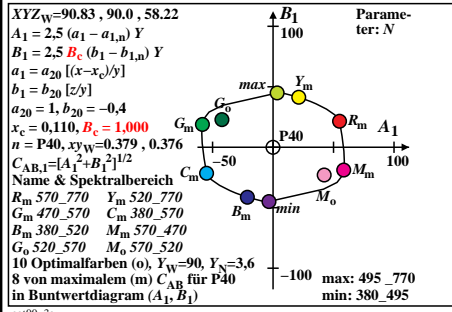 XYZW=90.83 , 90.0 , 58.22
A1 = 2,5 (a1 - a1,n) Y
B1 = 2,5 Bc (b1 - b1,n) Y
a1 = a20 [(x-xc)/y]
b1 = b20 [z/y]
a20 = 1, b20 = -0,4
xc = 0,110, Bc = 1,000
n = P40, xyW=0.379 , 0.376
CAB,1=[A1²+B1²]1/2
Name & Spektralbereich
Rm 570_770 Ym 520_770
Gm 470_570 Cm 380_570
Bm 380_520 Mm 570_470
Go 520_570 Mo 570_520
10 Optimalfarben (o), YW=90, YN=3,6
8 von maximalem (m) CAB für P40
in Buntwertdiagram (A1, B1)
B1
100
Parame-
ter: N
max
Ym
Go
Gm
Rm
P40
A1
-50
100
Cm
Mm
Mo
Bm
min
-100
max: 495 _770
min: 380_495